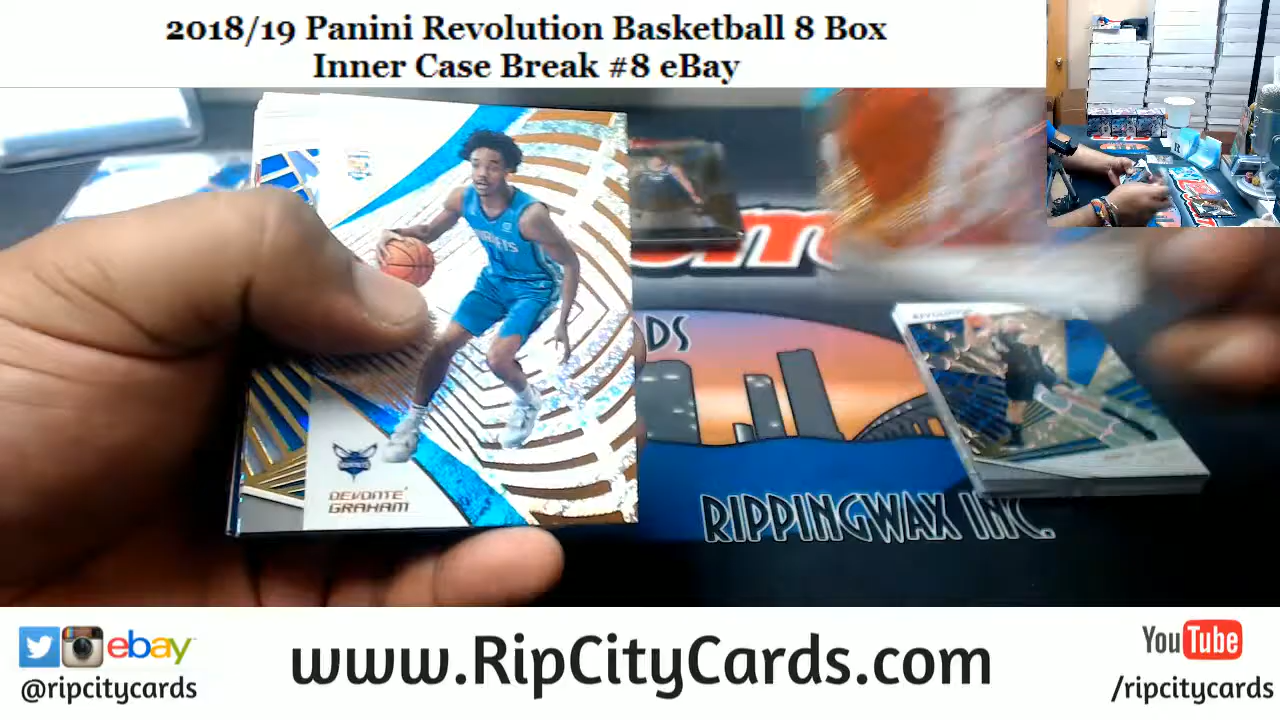 2018/19 Panini Revolution Basketball 8 Box
Inner Case Break #8 eBay
DEVONTE'
GRAHAM
RIPPINGWAX INC.
ebay
@ripcitycards
www.RipCityCards.com
YouTube
/ripcitycards